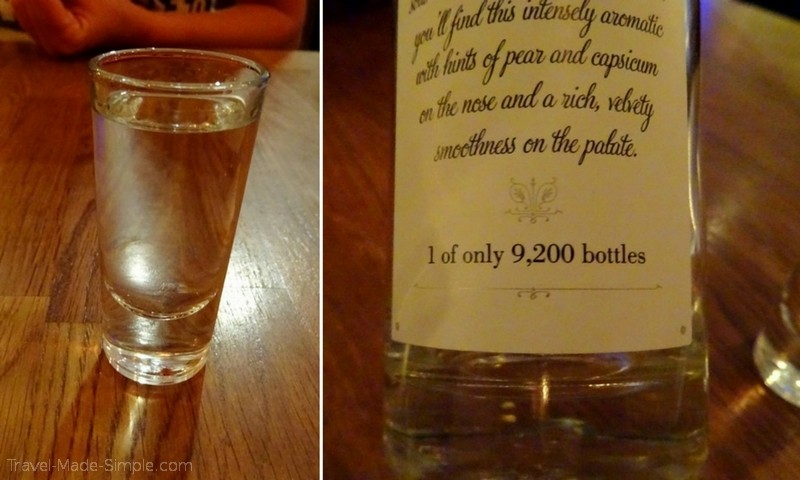 you'll find this intensely aromatic
with hints of pear and capsicum
on the nose and a rich, velvety
smoothness on the palate.
1 of only 9,200 bottles
Travel-Made-Simple.com